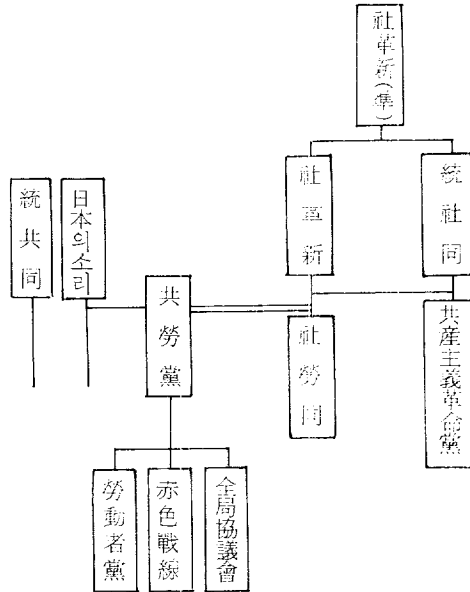 社革新(準)
社革新
統社同
統共同
日本의소리
共勞黨
社勞同
共産主義革命黨
勞動者黨
赤色戰線
全局協議會